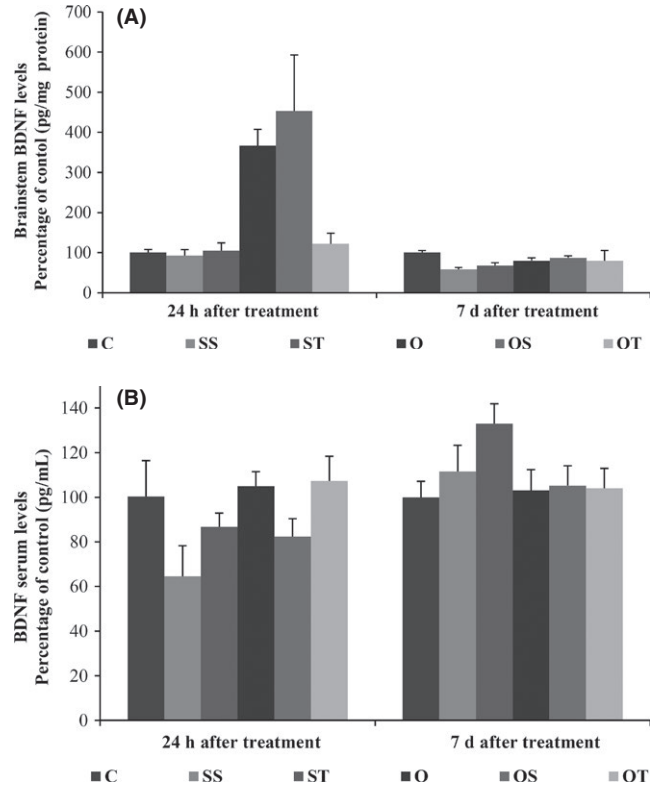 (A)
Brainstem BDNF levels
Percentage of contol (pg/mg protein)
700
600
500
400
300
200
100
0
24 h after treatment 7 d after treatment
C SS ST O OS OT
(B)
BDNF serum levels
Percentage of control (pg/mL)
140
120
100
80
60
40
20
0
24 h after treatment 7 d after treatment
C SS ST O OS OT